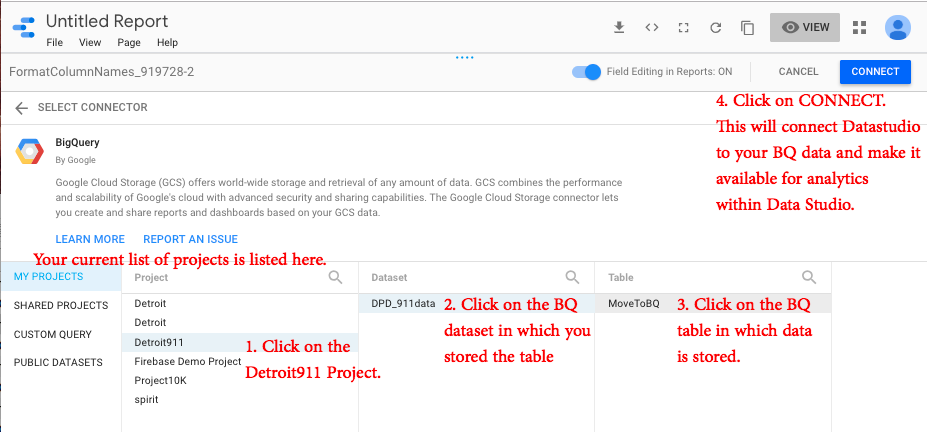 Untitled Report
File View Page Help
VIEW
FormatColumnNames_919728-2
Field Editing in Reports: ON
CANCEL
CONNECT
SELECT CONNECTOR
4. Click on CONNECT.
This will connect Datastudio
to your BQ data and make it
available for analytics
within Data Studio.
BigQuery
By Google
Google Cloud Storage (GCS) offers world-wide storage and retrieval of any amount of data. GCS combines the performance
and scalability of Google's cloud with advanced security and sharing capabilities. The Google Cloud Storage connector lets
you create and share reports and dashboards based on your GCS data.
LEARN MORE REPORT AN ISSUE
Your current list of projects is listed here.
MY PROJECTS
SHARED PROJECTS
CUSTOM QUERY
PUBLIC DATASETS
Project
Detroit
Detroit
Detroit911
Firebase Demo Project
Project10K
spirit
1. Click on the
Detroit911 Project.
Dataset
DPD_911data
2. Click on the BQ
dataset in which you
stored the table
Table
MoveToBQ
3. Click on the BQ
table in which data
is stored.